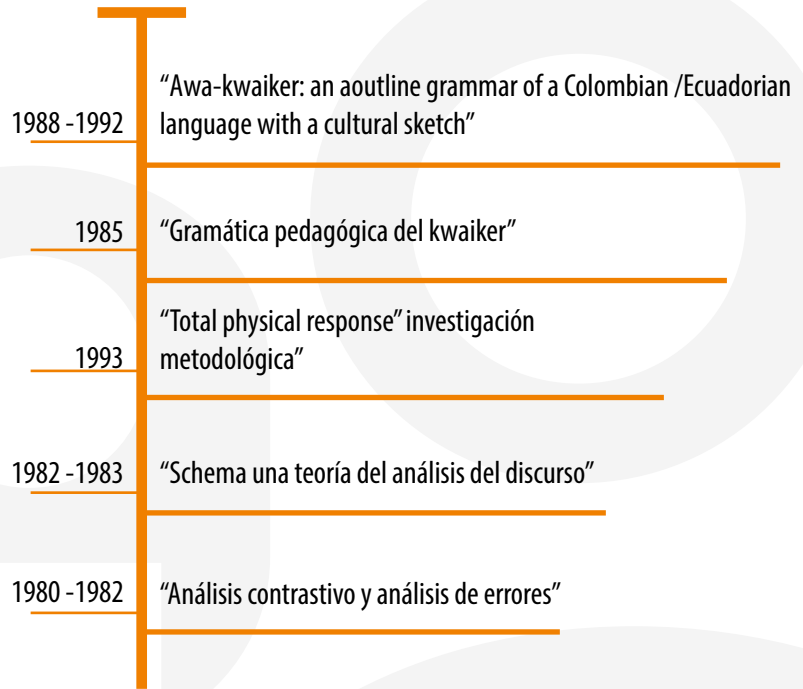 “Awa-kwaiker: an aoutline grammar of a Colombian /Ecuadorian
1988 -1992
language with a cultural sketch”
1985
“Gramática pedagógica del kwaiker”
“Total physical response” investigación
1993
metodológica”
1982 -1983
“Schema una teoría del análisis del discurso”
1980 -1982
“Análisis contrastivo y análisis de errores”